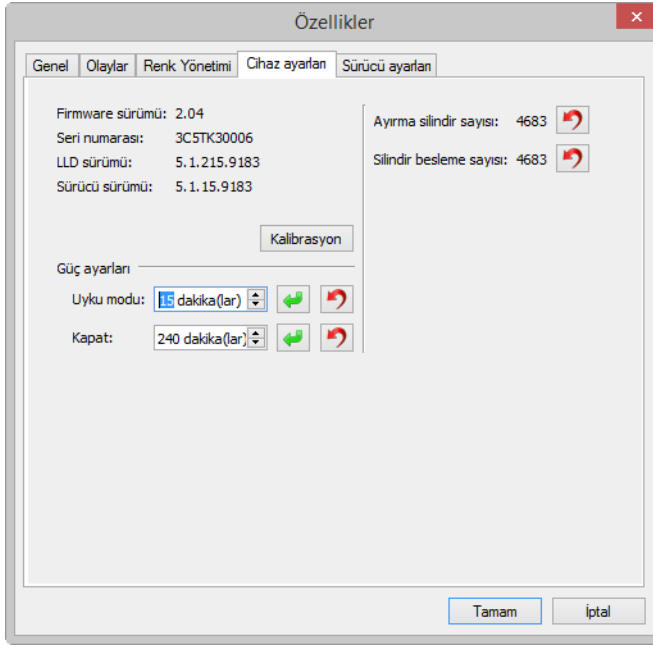 Özellikler
Genel Olaylar Renk Yönetimi Cihaz ayarları Sürücü ayarları
Firmware sürümü: 2.04
Seri numarası: 3C5TK30006
LLD sürümü: 5.1.215.9183
Sürücü sürümü: 5.1.15.9183
Kalibrasyon
Güç ayarları
Uyku modu: 15 dakika(lar)
Kapat: 240 dakika(lar)
Ayırma silindir sayısı: 4683
Silindir besleme sayısı: 4683
Tamam İptal